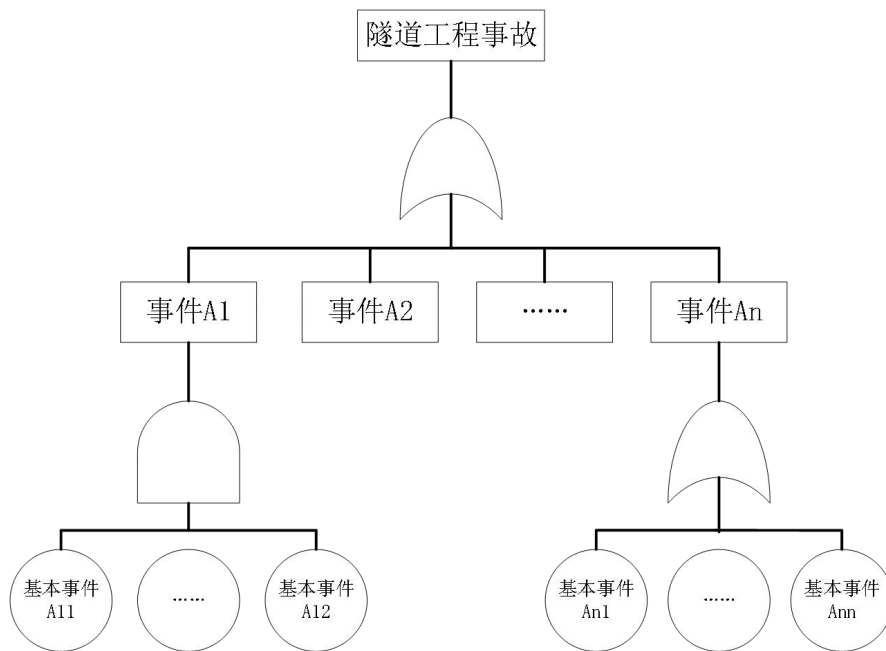 隧道工程事故
事件A1
事件A2
……
事件An
基本事件
A11
……
基本事件
A12
基本事件
An1
……
基本事件
Ann